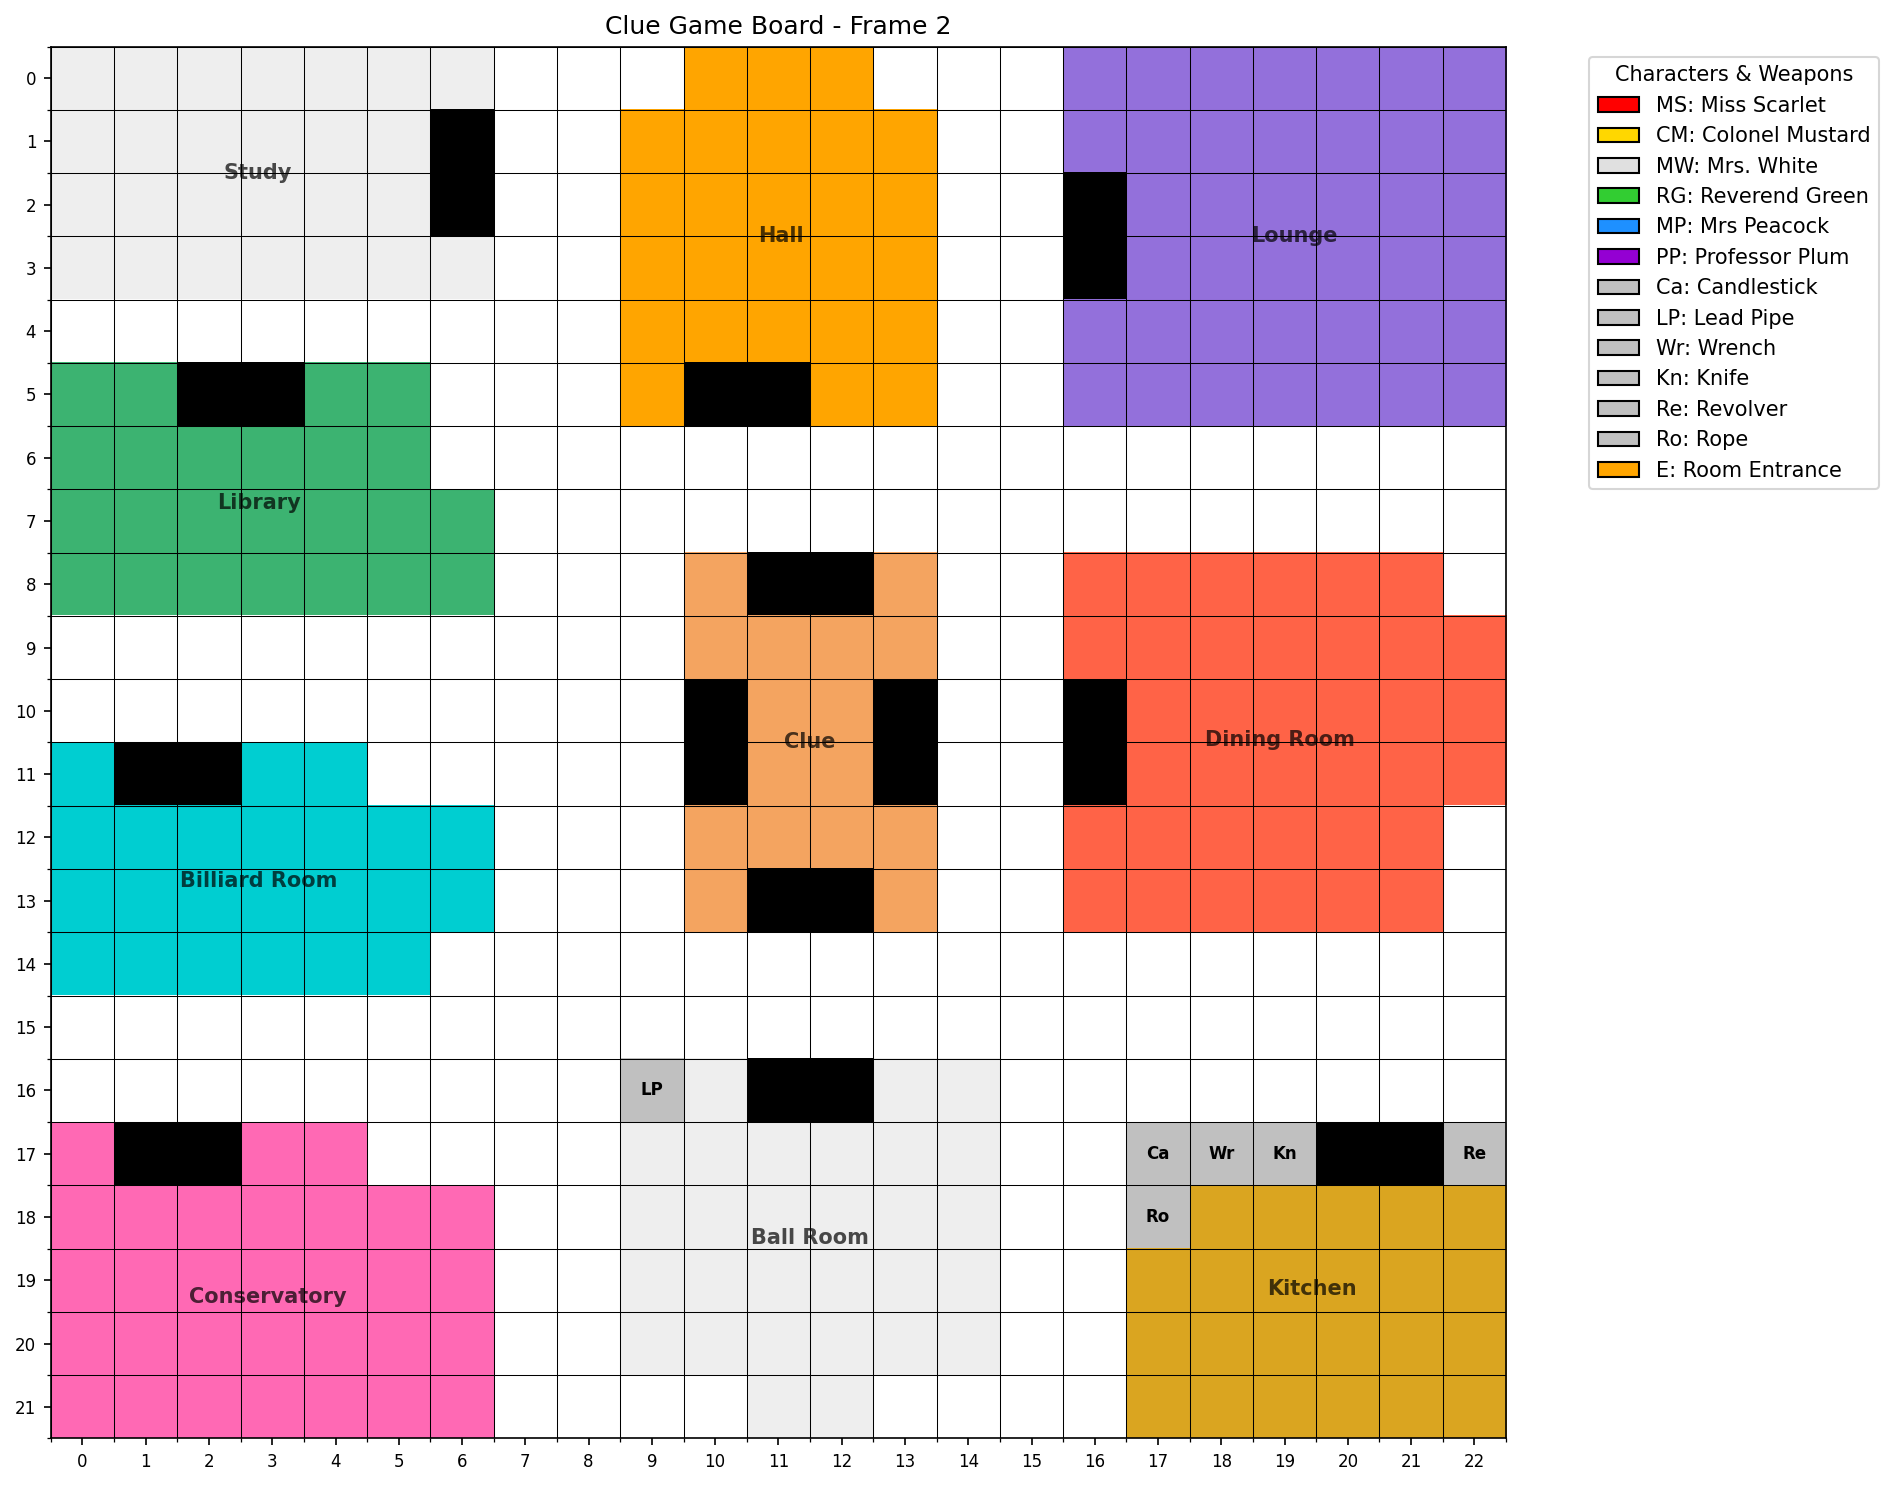 Clue Game Board - Frame 2
Characters & Weapons
MS: Miss Scarlet
CM: Colonel Mustard
MW: Mrs. White
RG: Reverend Green
MP: Mrs Peacock
PP: Professor Plum
Ca: Candlestick
LP: Lead Pipe
Wr: Wrench
Kn: Knife
Re: Revolver
Ro: Rope
E: Room Entrance
0
1
2
3
4
5
6
7
8
9
10
11
12
13
14
15
16
17
18
19
20
21
Study
Hall
Lounge
Library
Clue
Dining Room
Billiard Room
LP
Ca Wr Kn Re
Ro
Ball Room
Kitchen
Conservatory
0 1 2 3 4 5 6 7 8 9 10 11 12 13 14 15 16 17 18 19 20 21 22